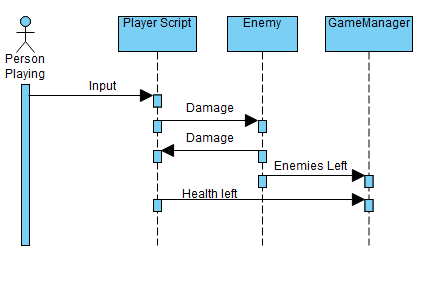 Person
Playing
Player Script
Enemy
GameManager
Input
Damage
Damage
Enemies Left
Health left